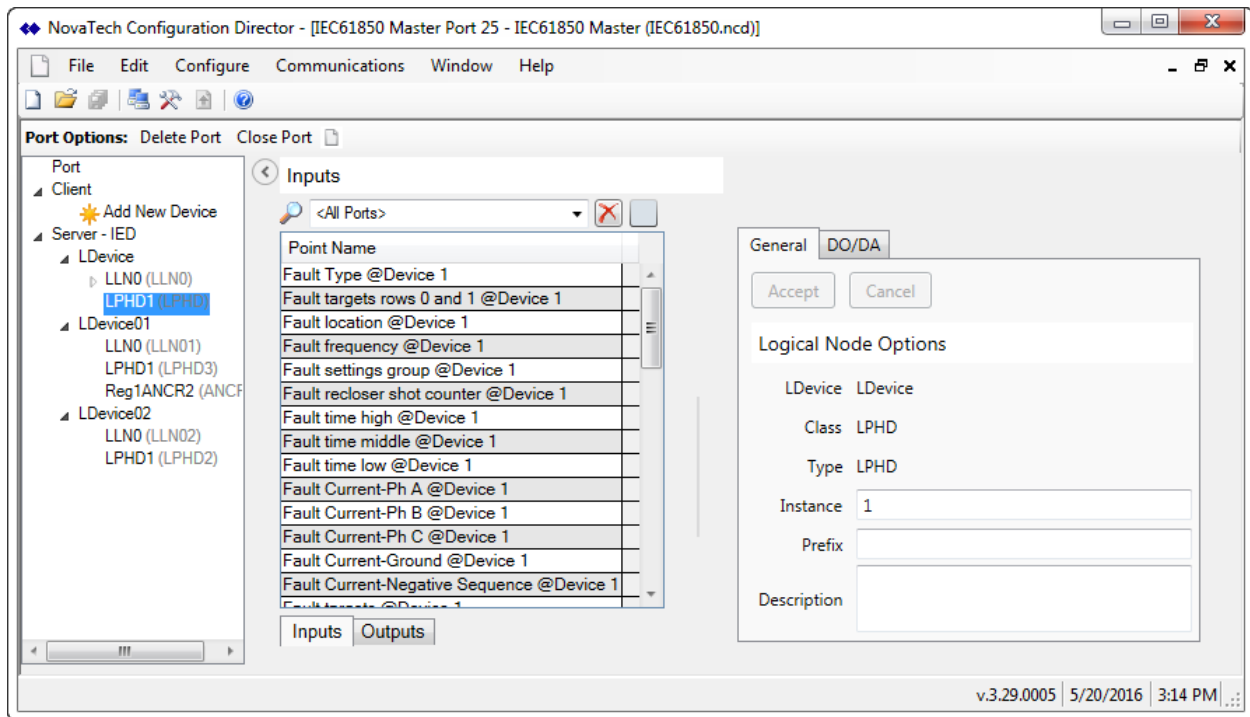 NovaTech Configuration Director - [IEC61850 Master Port 25 - IEC61850 Master (IEC61850.ncd)]
File Edit Configure Communications Window Help
Port Options: Delete Port Close Port
Port
Client
Add New Device
Server - IED
LDevice
LLN0 (LLN0)
LPHD1 (LPHD)
LDevice01
LLN0 (LLN01)
LPHD1 (LPHD3)
Reg1ANCR2 (ANCR
LDevice02
LLN0 (LLN02)
LPHD1 (LPHD2)
Inputs
<All Ports>
Point Name
Fault Type @Device 1
Fault targets rows 0 and 1 @Device 1
Fault location @Device 1
Fault frequency @Device 1
Fault settings group @Device 1
Fault recloser shot counter @Device 1
Fault time high @Device 1
Fault time middle @Device 1
Fault time low @Device 1
Fault Current-Ph A @Device 1
Fault Current-Ph B @Device 1
Fault Current-Ph C @Device 1
Fault Current-Ground @Device 1
Fault Current-Negative Sequence @Device 1
Fault targets @Device 1
Inputs Outputs
General DO/DA
Accept Cancel
Logical Node Options
LDevice LDevice
Class LPHD
Type LPHD
Instance 1
Prefix
Description
v.3.29.0005 5/20/2016 3:14 PM